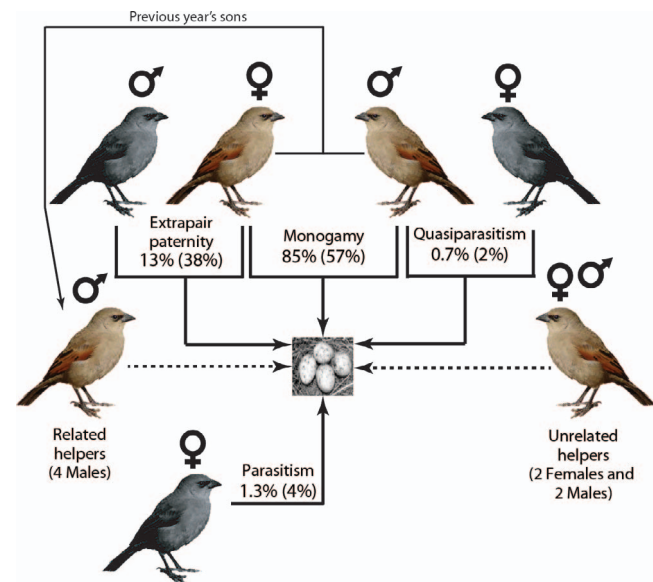 Previous year's sons
♂ ♀ ♂ ♀
Extrapair
paternity
13% (38%)
Monogamy
85% (57%)
Quasiparasitism
0.7% (2%)
♂
♀♂
Related
helpers
(4 Males)
Unrelated
helpers
(2 Females and
2 Males)
♀
Parasitism
1.3% (4%)